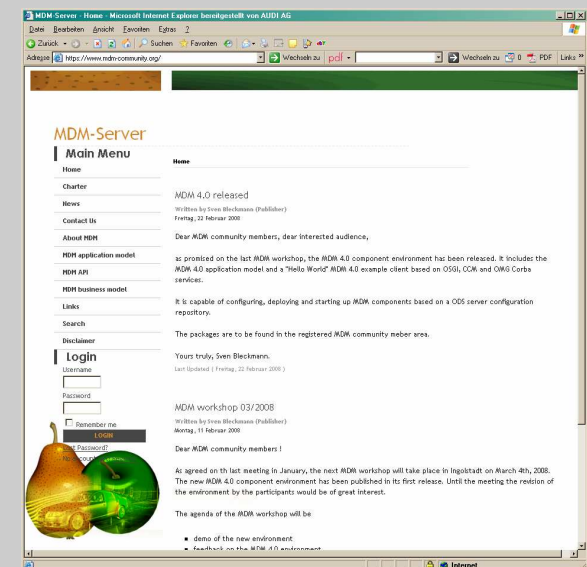 MDM-Server - Home - Microsoft Internet Explorer bereitgestellt von AUDI AG
Datei Bearbeiten Ansicht Favoriten Extras ?
Zurück Suchen Favoriten
Adresse https://www.mdm-community.org/ Wechseln zu pdf Wechseln zu 0 PDF Links »
MDM-Server
Main Menu
Home
Charter
News
Contact Us
About MDM
MDM application model
MDM API
MDM business model
Links
Search
Disclaimer
Login
Username
Password
Remember me
LOGIN
Password?
Home
MDM 4.0 released
Written by Sven Bleckmann (Publisher)
Freitag, 22 Februar 2008
Dear MDM community members, dear interested audience,
as promised on the last MDM workshop, the MDM 4.0 component environment has been released. It includes the
MDM 4.0 application model and a "Hello World" MDM 4.0 example client based on OSGI, CCM and OMG Corba
services.
It is capable of configuring, deploying and starting up MDM components based on a ODS server configuration
repository.
The packages are to be found in the registered MDM community meber area.
Yours truly, Sven Bleckmann.
Last Updated ( Freitag, 22 Februar 2008 )
MDM workshop 03/2008
Written by Sven Bleckmann (Publisher)
Montag, 11 Februar 2008
Dear MDM community members !
As agreed on th last meeting in January, the next MDM workshop will take place in Ingolstadt on March 4th, 2008.
The new MDM 4.0 component environment has been published in its first release. Until the meeting the revision of
the environment by the participants would be of great interest.
The agenda of the MDM workshop will be
demo of the new environment
feedback on the MDM 4.0 environment
Internet